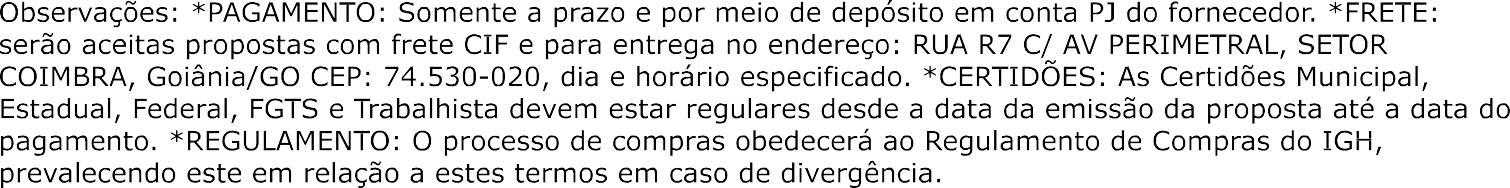 Observações: *PAGAMENTO: Somente a prazo e por meio de depósito em conta PJ do fornecedor. *FRETE:
serão aceitas propostas com frete CIF e para entrega no endereço: RUA R7 C/ AV PERIMETRAL, SETOR
COIMBRA, Goiânia/GO CEP: 74.530-020, dia e horário especificado. *CERTIDÕES: As Certidões Municipal,
Estadual, Federal, FGTS e Trabalhista devem estar regulares desde a data da emissão da proposta até a data do
pagamento. *REGULAMENTO: O processo de compras obedecerá ao Regulamento de Compras do IGH,
prevalecendo este em relação a estes termos em caso de divergência.